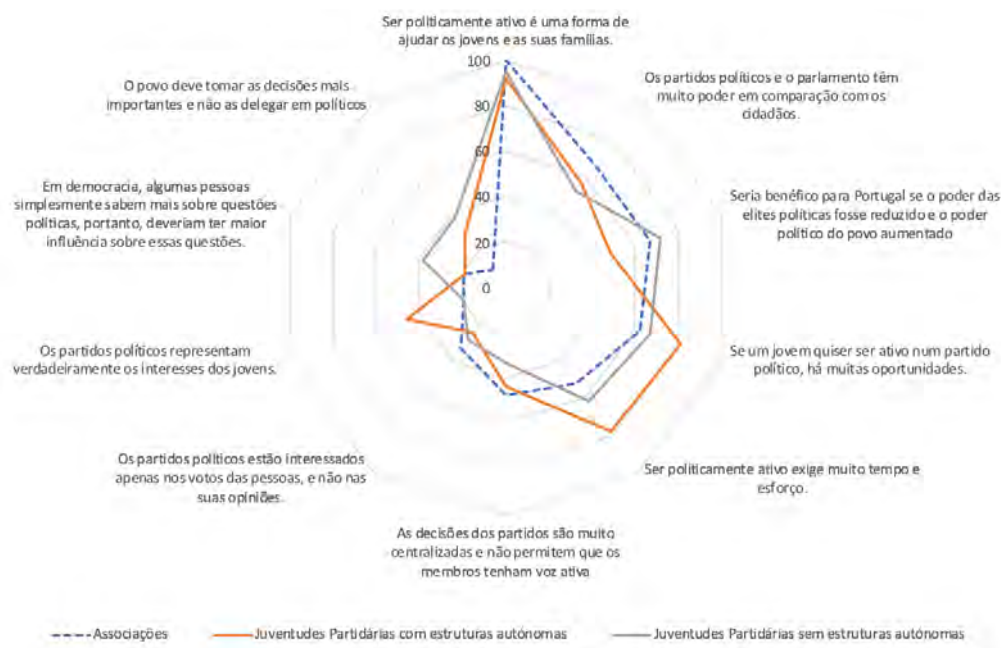 Ser politicamente ativo é uma forma de
ajudar os jovens e as suas famílias.
Os partidos políticos e o parlamento têm
muito poder em comparação com os
cidadãos.
Seria benéfico para Portugal se o poder das
elites políticas fosse reduzido e o poder
político do povo aumentado
Se um jovem quiser ser ativo num partido
político, há muitas oportunidades.
Ser politicamente ativo exige muito tempo e
esforço.
As decisões dos partidos são muito
centralizadas e não permitem que os
membros tenham voz ativa
Os partidos políticos estão interessados
apenas nos votos das pessoas, e não nas
suas opiniões.
Os partidos políticos representam
verdadeiramente os interesses dos jovens.
Em democracia, algumas pessoas
simplesmente sabem mais sobre questões
políticas, portanto, deveriam ter maior
influência sobre essas questões.
O povo deve tomar as decisões mais
importantes e não as delegar em políticos
100
80
60
40
20
0
Associações
Juventudes Partidárias com estruturas autónomas
Juventudes Partidárias sem estruturas autónomas